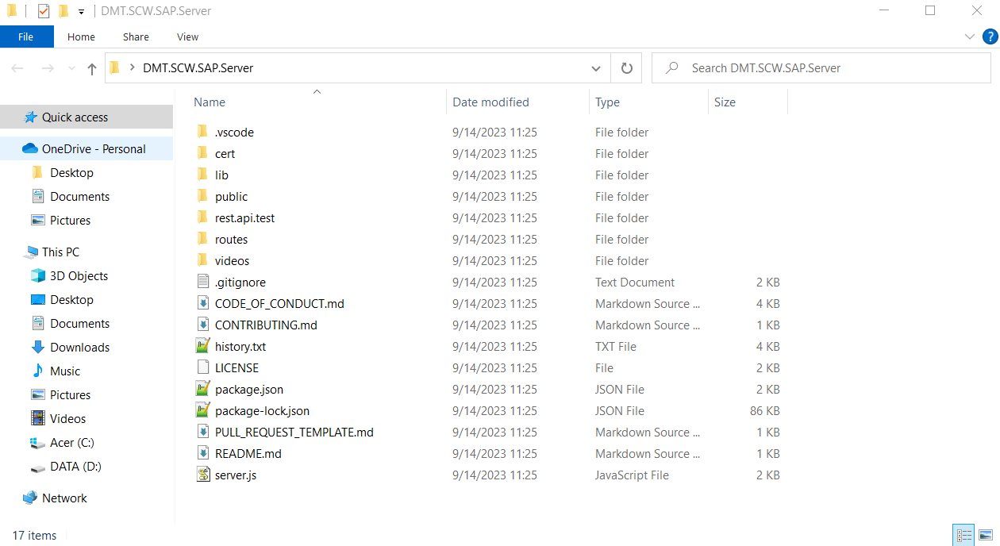 DMT.SCW.SAP.Server
File Home Share View ?
DMT.SCW.SAP.Server Search DMT.SCW.SAP.Server
Name Date modified Type Size
Quick access
OneDrive - Personal
Desktop
Documents
Pictures
This PC
3D Objects
Desktop
Documents
Downloads
Music
Pictures
Videos
Acer (C:)
DATA (D:)
Network
.vscode 9/14/2023 11:25 File folder
cert 9/14/2023 11:25 File folder
lib 9/14/2023 11:25 File folder
public 9/14/2023 11:25 File folder
rest.api.test 9/14/2023 11:25 File folder
routes 9/14/2023 11:25 File folder
videos 9/14/2023 11:25 File folder
.gitignore 9/14/2023 11:25 Text Document 2 KB
CODE_OF_CONDUCT.md 9/14/2023 11:25 Markdown Source ... 4 KB
CONTRIBUTING.md 9/14/2023 11:25 Markdown Source ... 1 KB
history.txt 9/14/2023 11:25 TXT File 4 KB
LICENSE 9/14/2023 11:25 File 2 KB
package.json 9/14/2023 11:25 JSON File 2 KB
package-lock.json 9/14/2023 11:25 JSON File 86 KB
PULL_REQUEST_TEMPLATE.md 9/14/2023 11:25 Markdown Source ... 1 KB
README.md 9/14/2023 11:25 Markdown Source ... 1 KB
server.js 9/14/2023 11:25 JavaScript File 2 KB
17 items